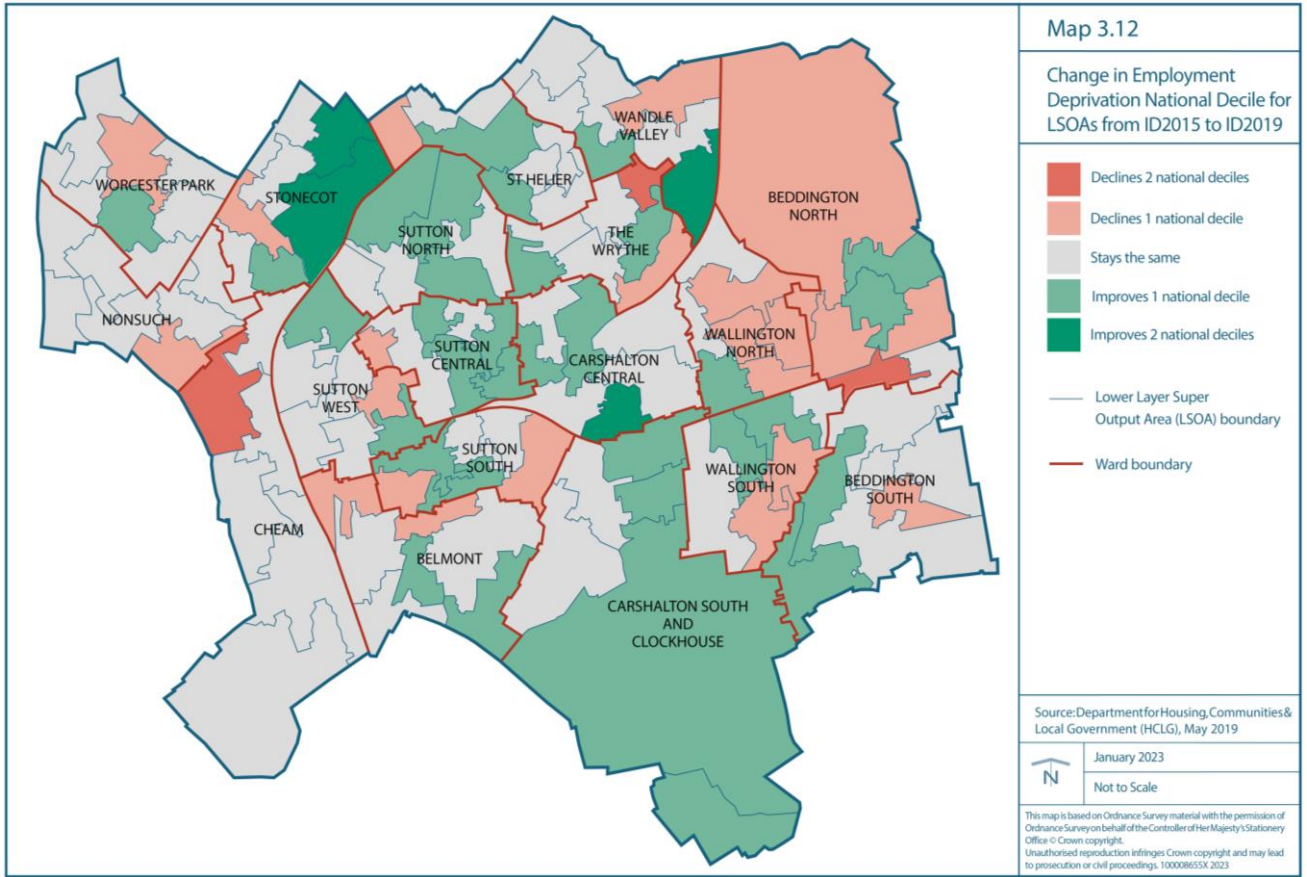 Map 3.12
Change in Employment
Deprivation National Decile for
LSOAs from ID2015 to ID2019
Declines 2 national deciles
Declines 1 national decile
Stays the same
Improves 1 national decile
Improves 2 national deciles
Lower Layer Super
Output Area (LSOA) boundary
Ward boundary
Source:DepartmentforHousing,Communities&
Local Government (HCLG), May 2019
N
January 2023
Not to Scale
This map is based on Ordnance Survey material with the permission of
Ordnance Survey on behalf of the Controller of Her Majesty's Stationery
Office © Crown copyright.
Unauthorised reproduction infringes Crown copyright and may lead
to prosecution or civil proceedings. 100008655X 2023
WANDLE
VALLEY
WORCESTER PARK
STONECOT
ST HELIER
BEDDINGTON
NORTH
SUTTON
NORTH
THE
WRYTHE
NONSUCH
SUTTON
CENTRAL
CARSHALTON
CENTRAL
WALLINGTON
NORTH
SUTTON
WEST
SUTTON
SOUTH
WALLINGTON
SOUTH
BEDDINGTON
SOUTH
CHEAM
BELMONT
CARSHALTON SOUTH
AND
CLOCKHOUSE